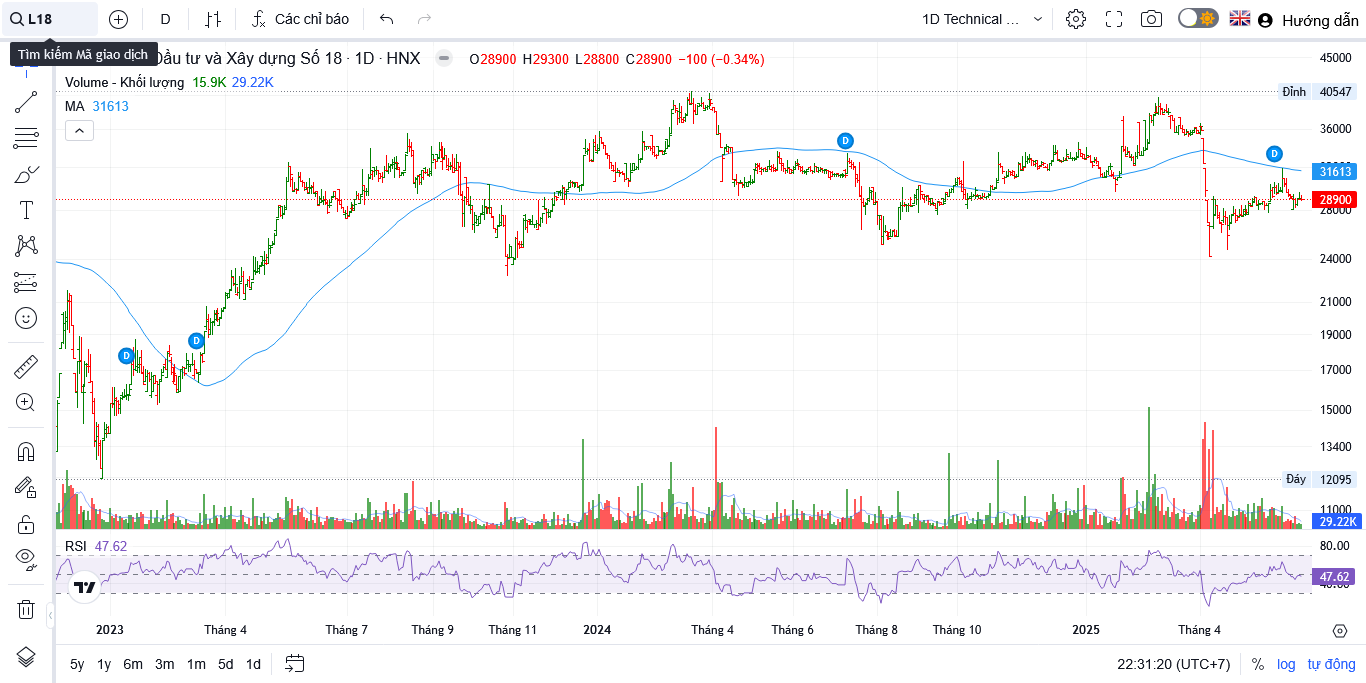 L18
D
Các chỉ báo
1D Technical ...
Hướng dẫn
Tìm kiếm Mã giao dịch
Đầu tư và Xây dựng Số 18 · 1D · HNX
O28900 H29300 L28800 C28900 −100 (−0.34%)
Volume - Khối lượng 15.9K 29.22K
MA 31613
45000
Đỉnh 40547
36000
D
D
31613
28900
28000
24000
21000
19000
D
D
17000
15000
13400
Đáy 12095
11000
29.22K
RSI 47.62
80.00
47.62
40.00
2023
Tháng 4
Tháng 7
Tháng 9
Tháng 11
2024
Tháng 4
Tháng 6
Tháng 8
Tháng 10
2025
Tháng 4
5y 1y 6m 3m 1m 5d 1d
22:31:20 (UTC+7)
% log tự động